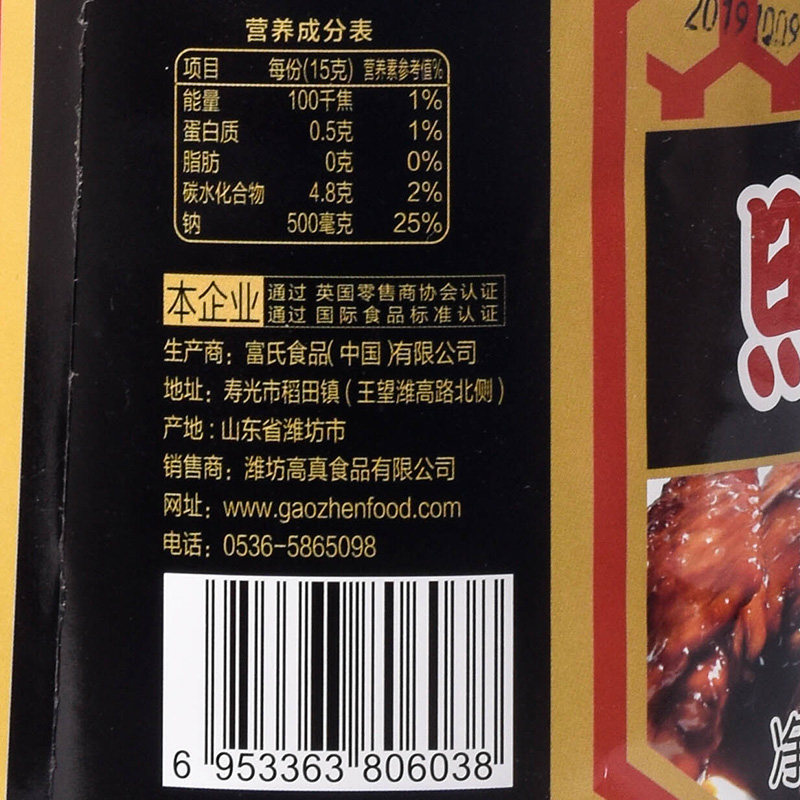 营养成分表
项目 每份(15克) 营养素参考值%
能量 100千焦 1%
蛋白质 0.5克 1%
脂肪 0克 0%
碳水化合物 4.8克 2%
钠 500毫克 25%
本企业 通过 英国零售商协会认证
通过 国际食品标准认证
生产商：富氏食品(中国)有限公司
地址：寿光市稻田镇(王望潍高路北侧)
产地：山东省潍坊市
销售商：潍坊高真食品有限公司
网址：www.gaozhenfood.com
电话：0536-5865098
6 953363 806038
2019
净